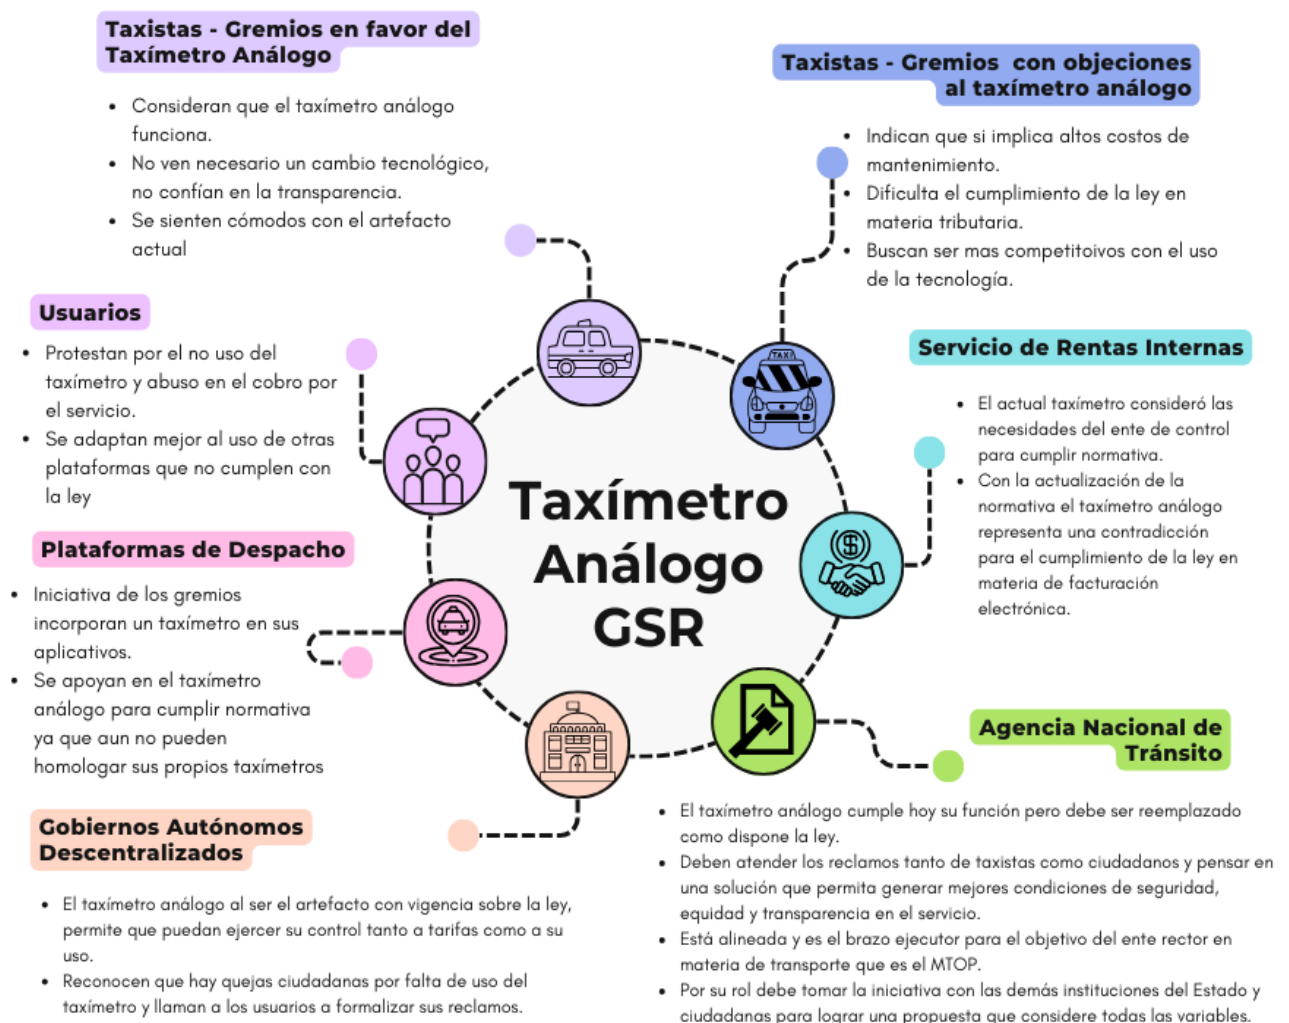 Taxistas - Gremios en favor del
Taxímetro Análogo
• Consideran que el taxímetro análogo
funciona.
• No ven necesario un cambio tecnológico,
no confían en la transparencia.
• Se sienten cómodos con el artefacto
actual
Taxistas - Gremios con objeciones
al taxímetro análogo
• Indican que si implica altos costos de
mantenimiento.
• Dificulta el cumplimiento de la ley en
materia tributaria.
• Buscan ser mas competitoivos con el uso
de la tecnología.
Usuarios
• Protestan por el no uso del
taxímetro y abuso en el cobro por
el servicio.
• Se adaptan mejor al uso de otras
plataformas que no cumplen con
la ley
Servicio de Rentas Internas
• El actual taxímetro consideró las
necesidades del ente de control
para cumplir normativa.
• Con la actualización de la
normativa el taxímetro análogo
representa una contradicción
para el cumplimiento de la ley en
materia de facturación
electrónica.
TAXI
Taxímetro
Análogo
GSR
Plataformas de Despacho
• Iniciativa de los gremios
incorporan un taxímetro en sus
aplicativos.
• Se apoyan en el taxímetro
análogo para cumplir normativa
ya que aun no pueden
homologar sus propios taxímetros
Agencia Nacional de
Tránsito
• El taxímetro análogo cumple hoy su función pero debe ser reemplazado
como dispone la ley.
• Deben atender los reclamos tanto de taxistas como ciudadanos y pensar en
una solución que permita generar mejores condiciones de seguridad,
equidad y transparencia en el servicio.
• Está alineada y es el brazo ejecutor para el objetivo del ente rector en
materia de transporte que es el MTOP.
• Por su rol debe tomar la iniciativa con las demás instituciones del Estado y
ciudadanas para lograr una propuesta que considere todas las variables.
Gobiernos Autónomos
Descentralizados
• El taxímetro análogo al ser el artefacto con vigencia sobre la ley,
permite que puedan ejercer su control tanto a tarifas como a su
uso.
• Reconocen que hay quejas ciudadanas por falta de uso del
taxímetro y llaman a los usuarios a formalizar sus reclamos.